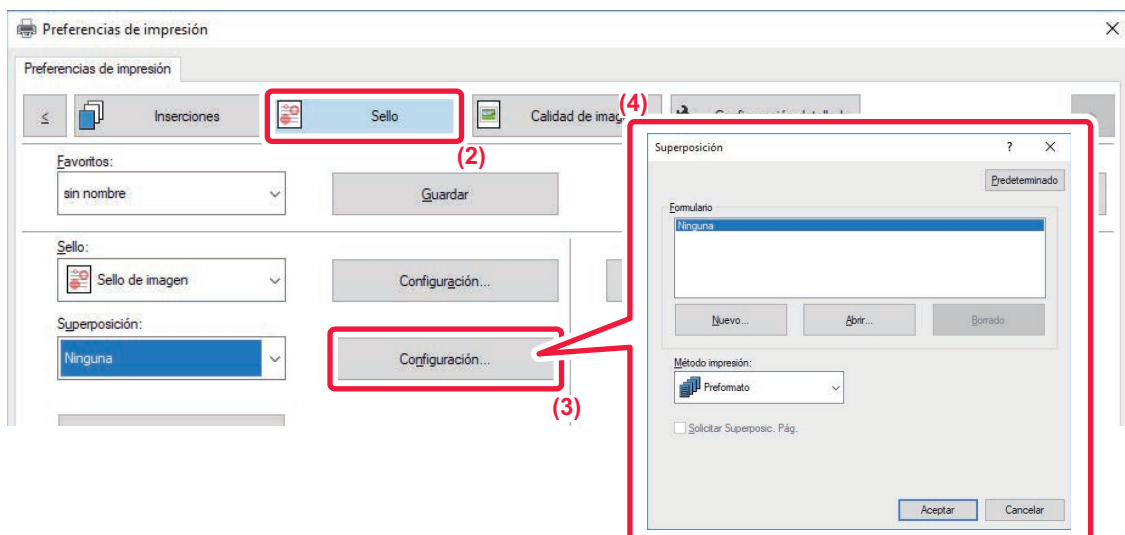 Preferencias de impresión
Preferencias de impresión
<
Inserciones
Sello
Calidad de imag
(4)
(2)
Favoritos:
sin nombre
Guardar
Sello:
Sello de imagen
Configuración...
Superposición:
Ninguna
Configuración...
(3)
Superposición
?
Predeterminado
Formulario
Ninguna
Nuevo...
Abrir...
Borrado
Método impresión:
Preformato
Solicitar Superposic. Pág.
Aceptar
Cancelar